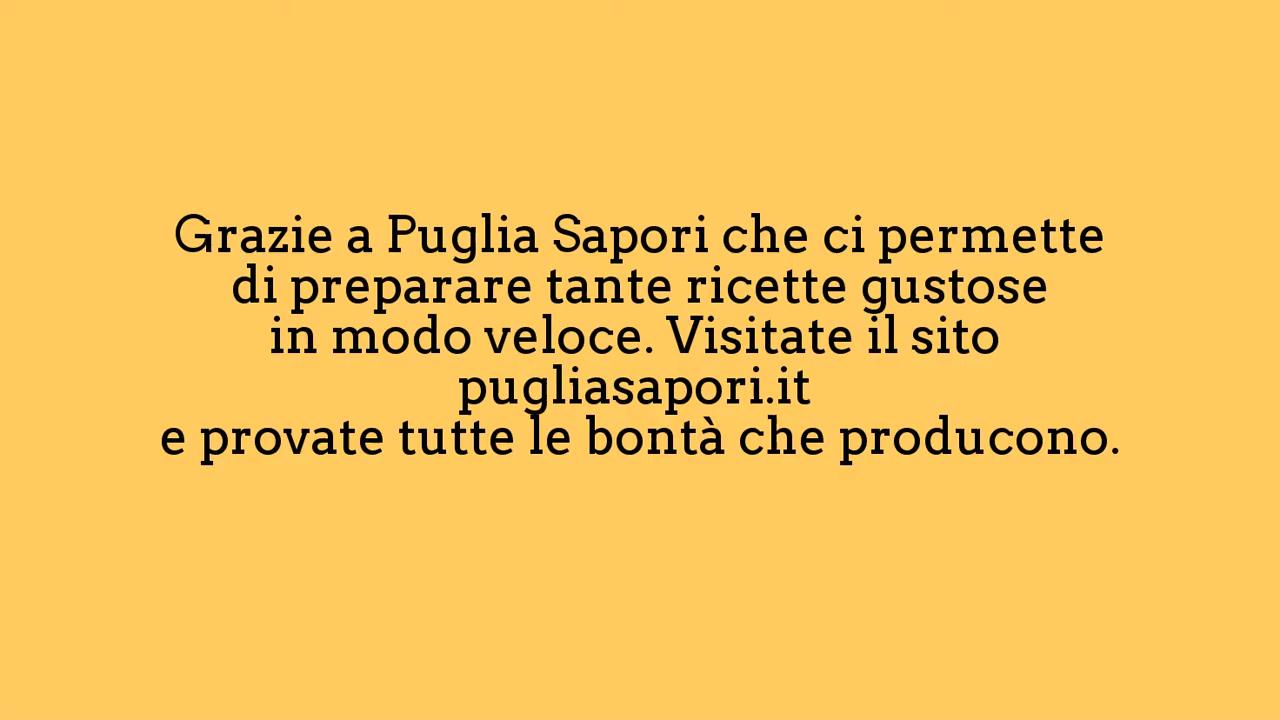 Grazie a Puglia Sapori che ci permette
di preparare tante ricette gustose
in modo veloce. Visitate il sito
pugliasapori.it
e provate tutte le bontà che producono.